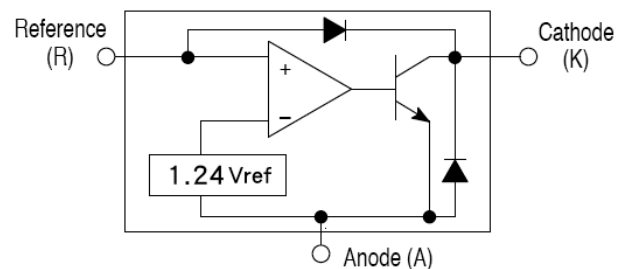 Reference
(R)
Cathode
(K)
+
−
1.24 Vref
Anode (A)